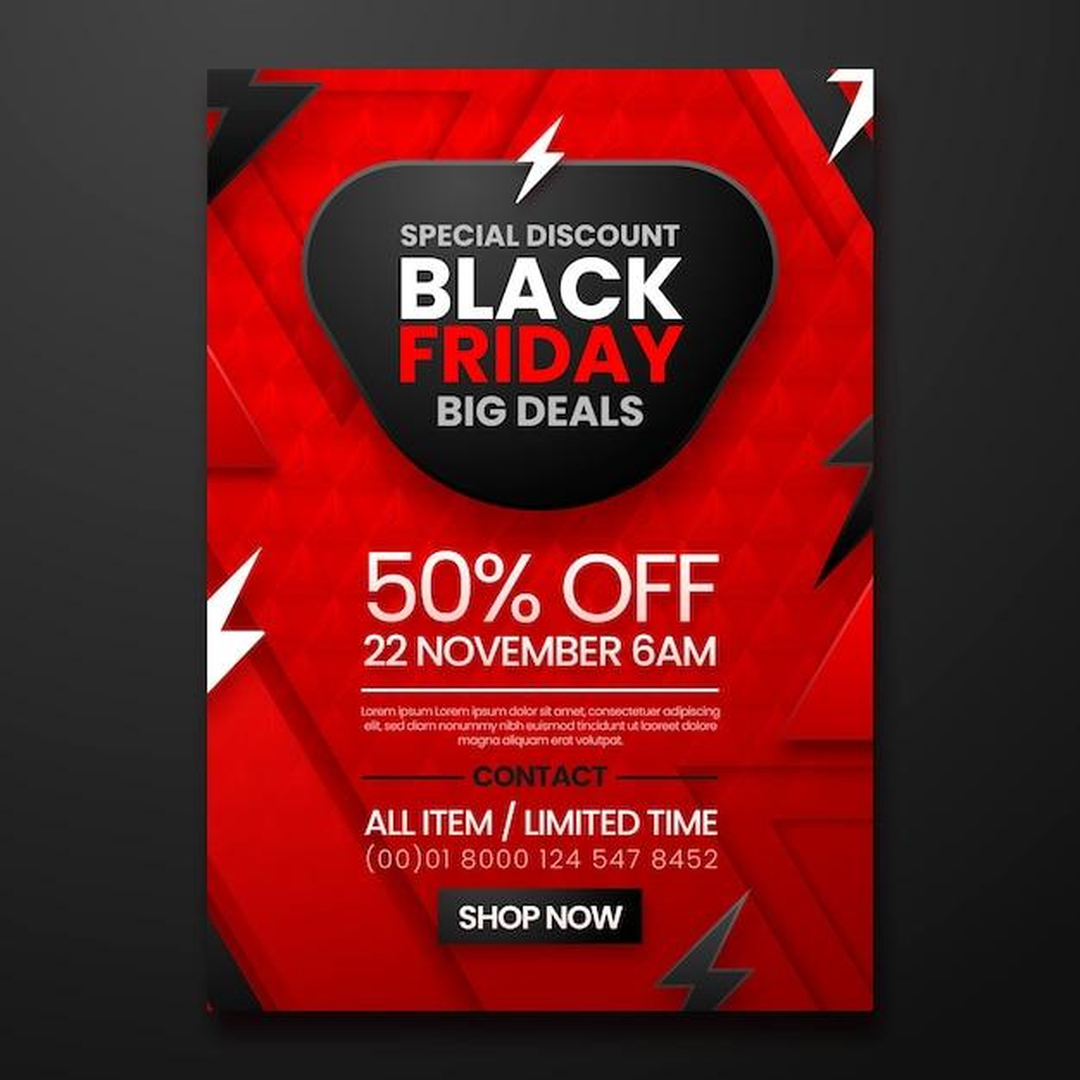 SPECIAL DISCOUNT
BLACK
FRIDAY
BIG DEALS
50% OFF
22 NOVEMBER 6AM
Lorem ipsum Lorem ipsum dolor sit amet, consectetuer adipiscing
elit, sed diam nonummy nibh euismod tincidunt ut laoreet dolore
magna aliquam erat volutpat.
CONTACT
ALL ITEM / LIMITED TIME
(00)01 8000 124 547 8452
SHOP NOW